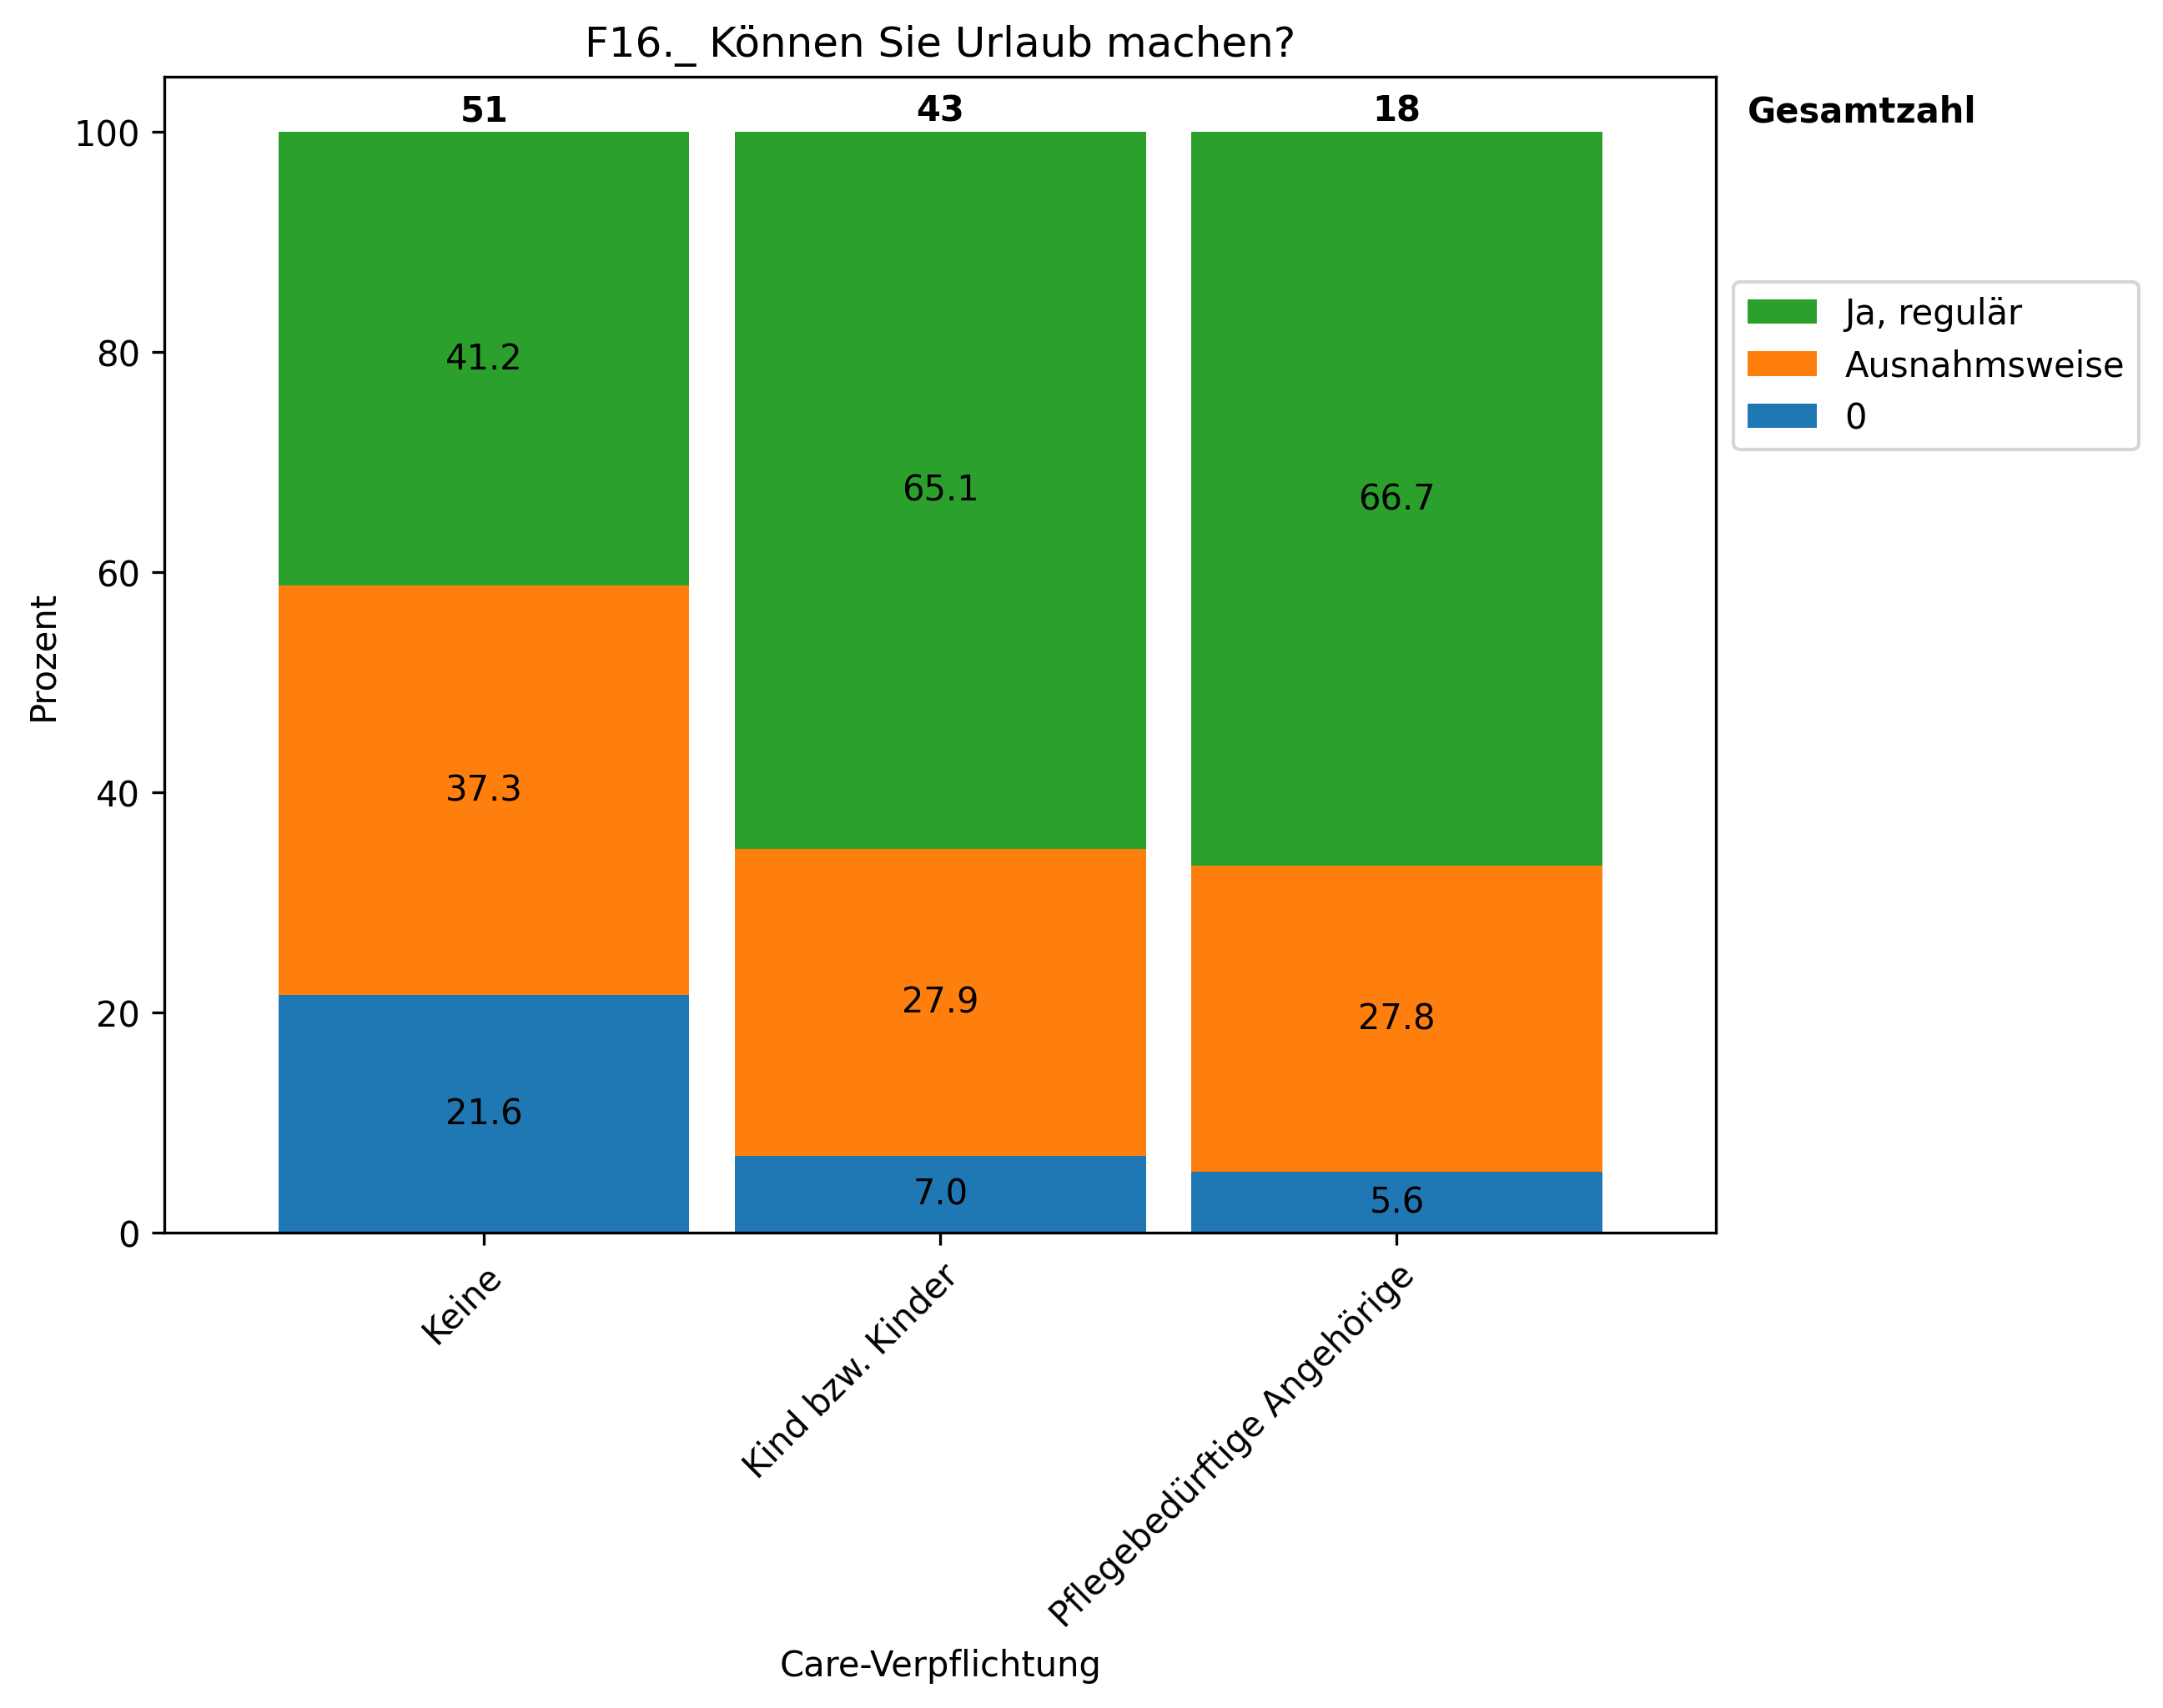 F16._ Können Sie Urlaub machen?
51
43
18
Gesamtzahl
Ja, regulär
Ausnahmsweise
0
Prozent
100
80
60
40
20
0
41.2
65.1
66.7
37.3
27.9
27.8
21.6
7.0
5.6
Keine
Kind bzw. Kinder
Pflegebedürftige Angehörige
Care-Verpflichtung